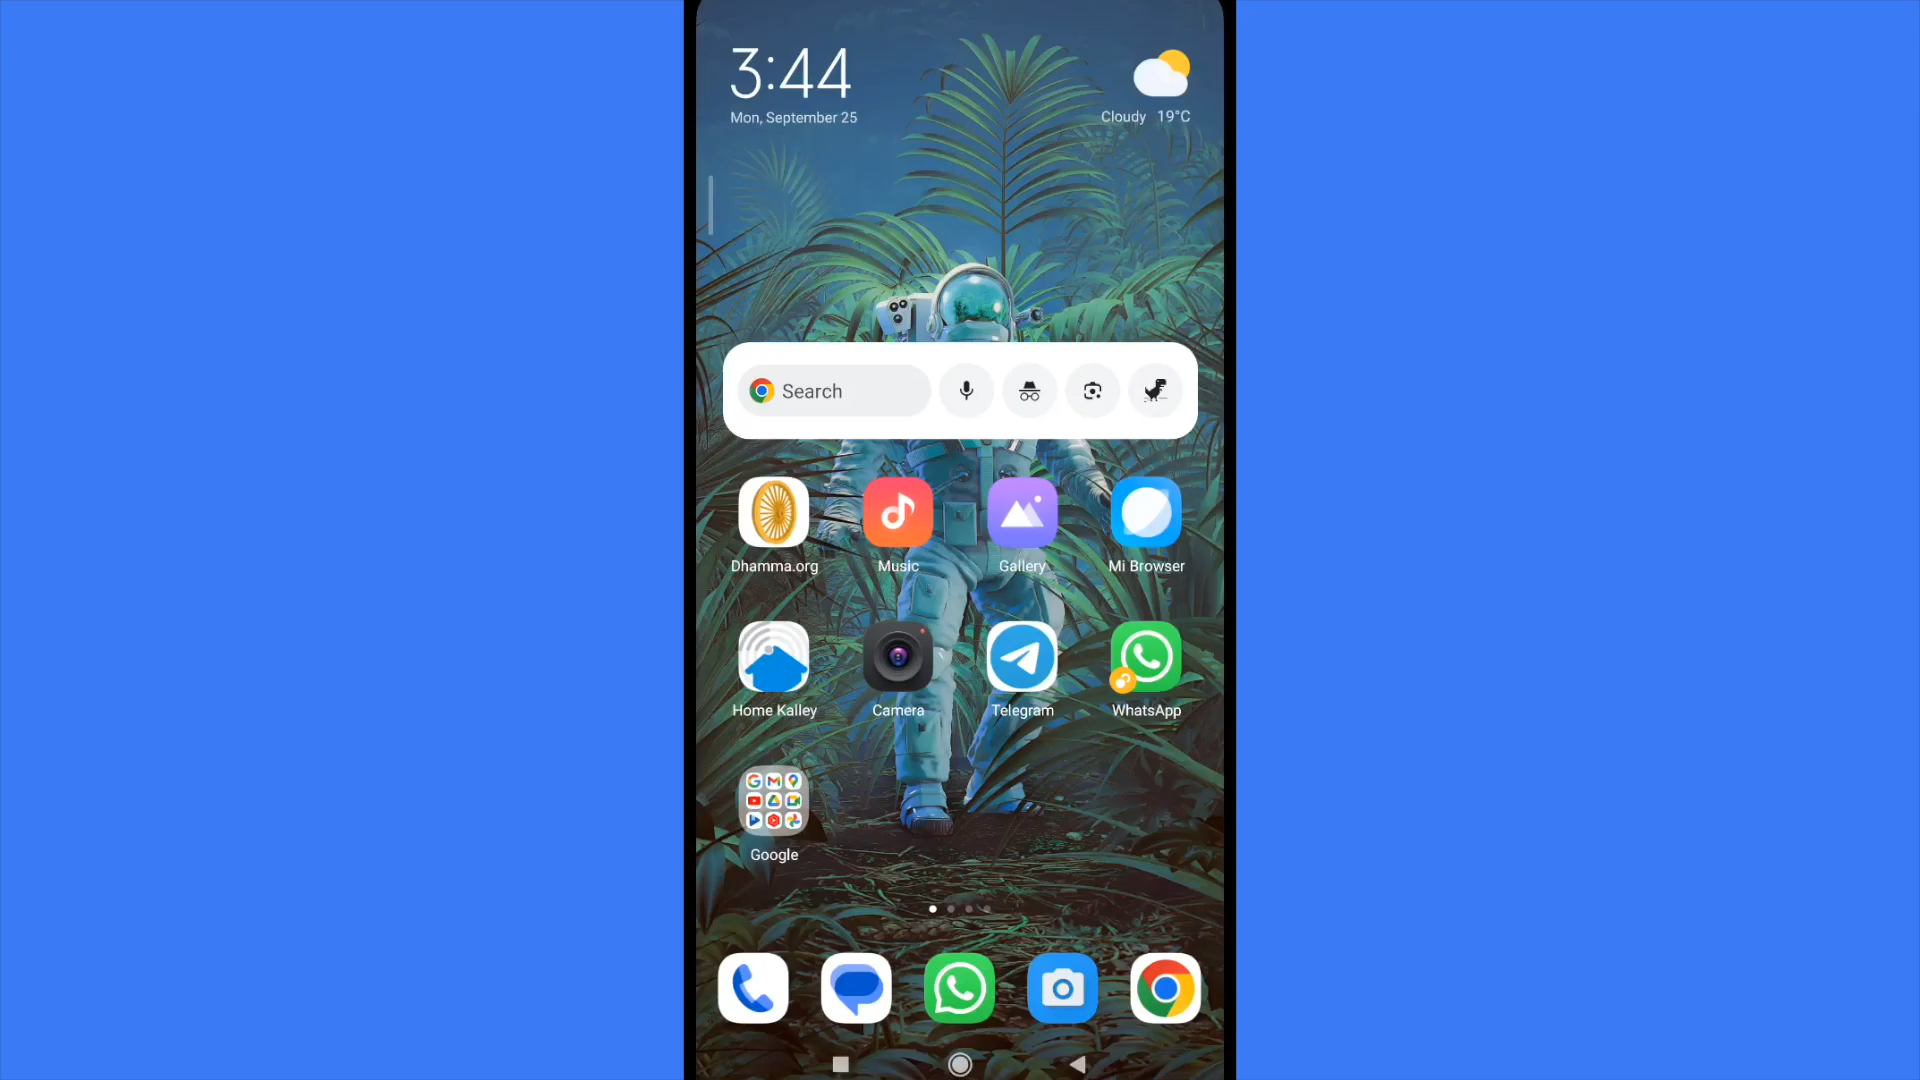 3:44
Mon, September 25
Cloudy 19°C
Search
Dhamma.org Music Gallery Mi Browser
Home Kalley Camera Telegram WhatsApp
Google